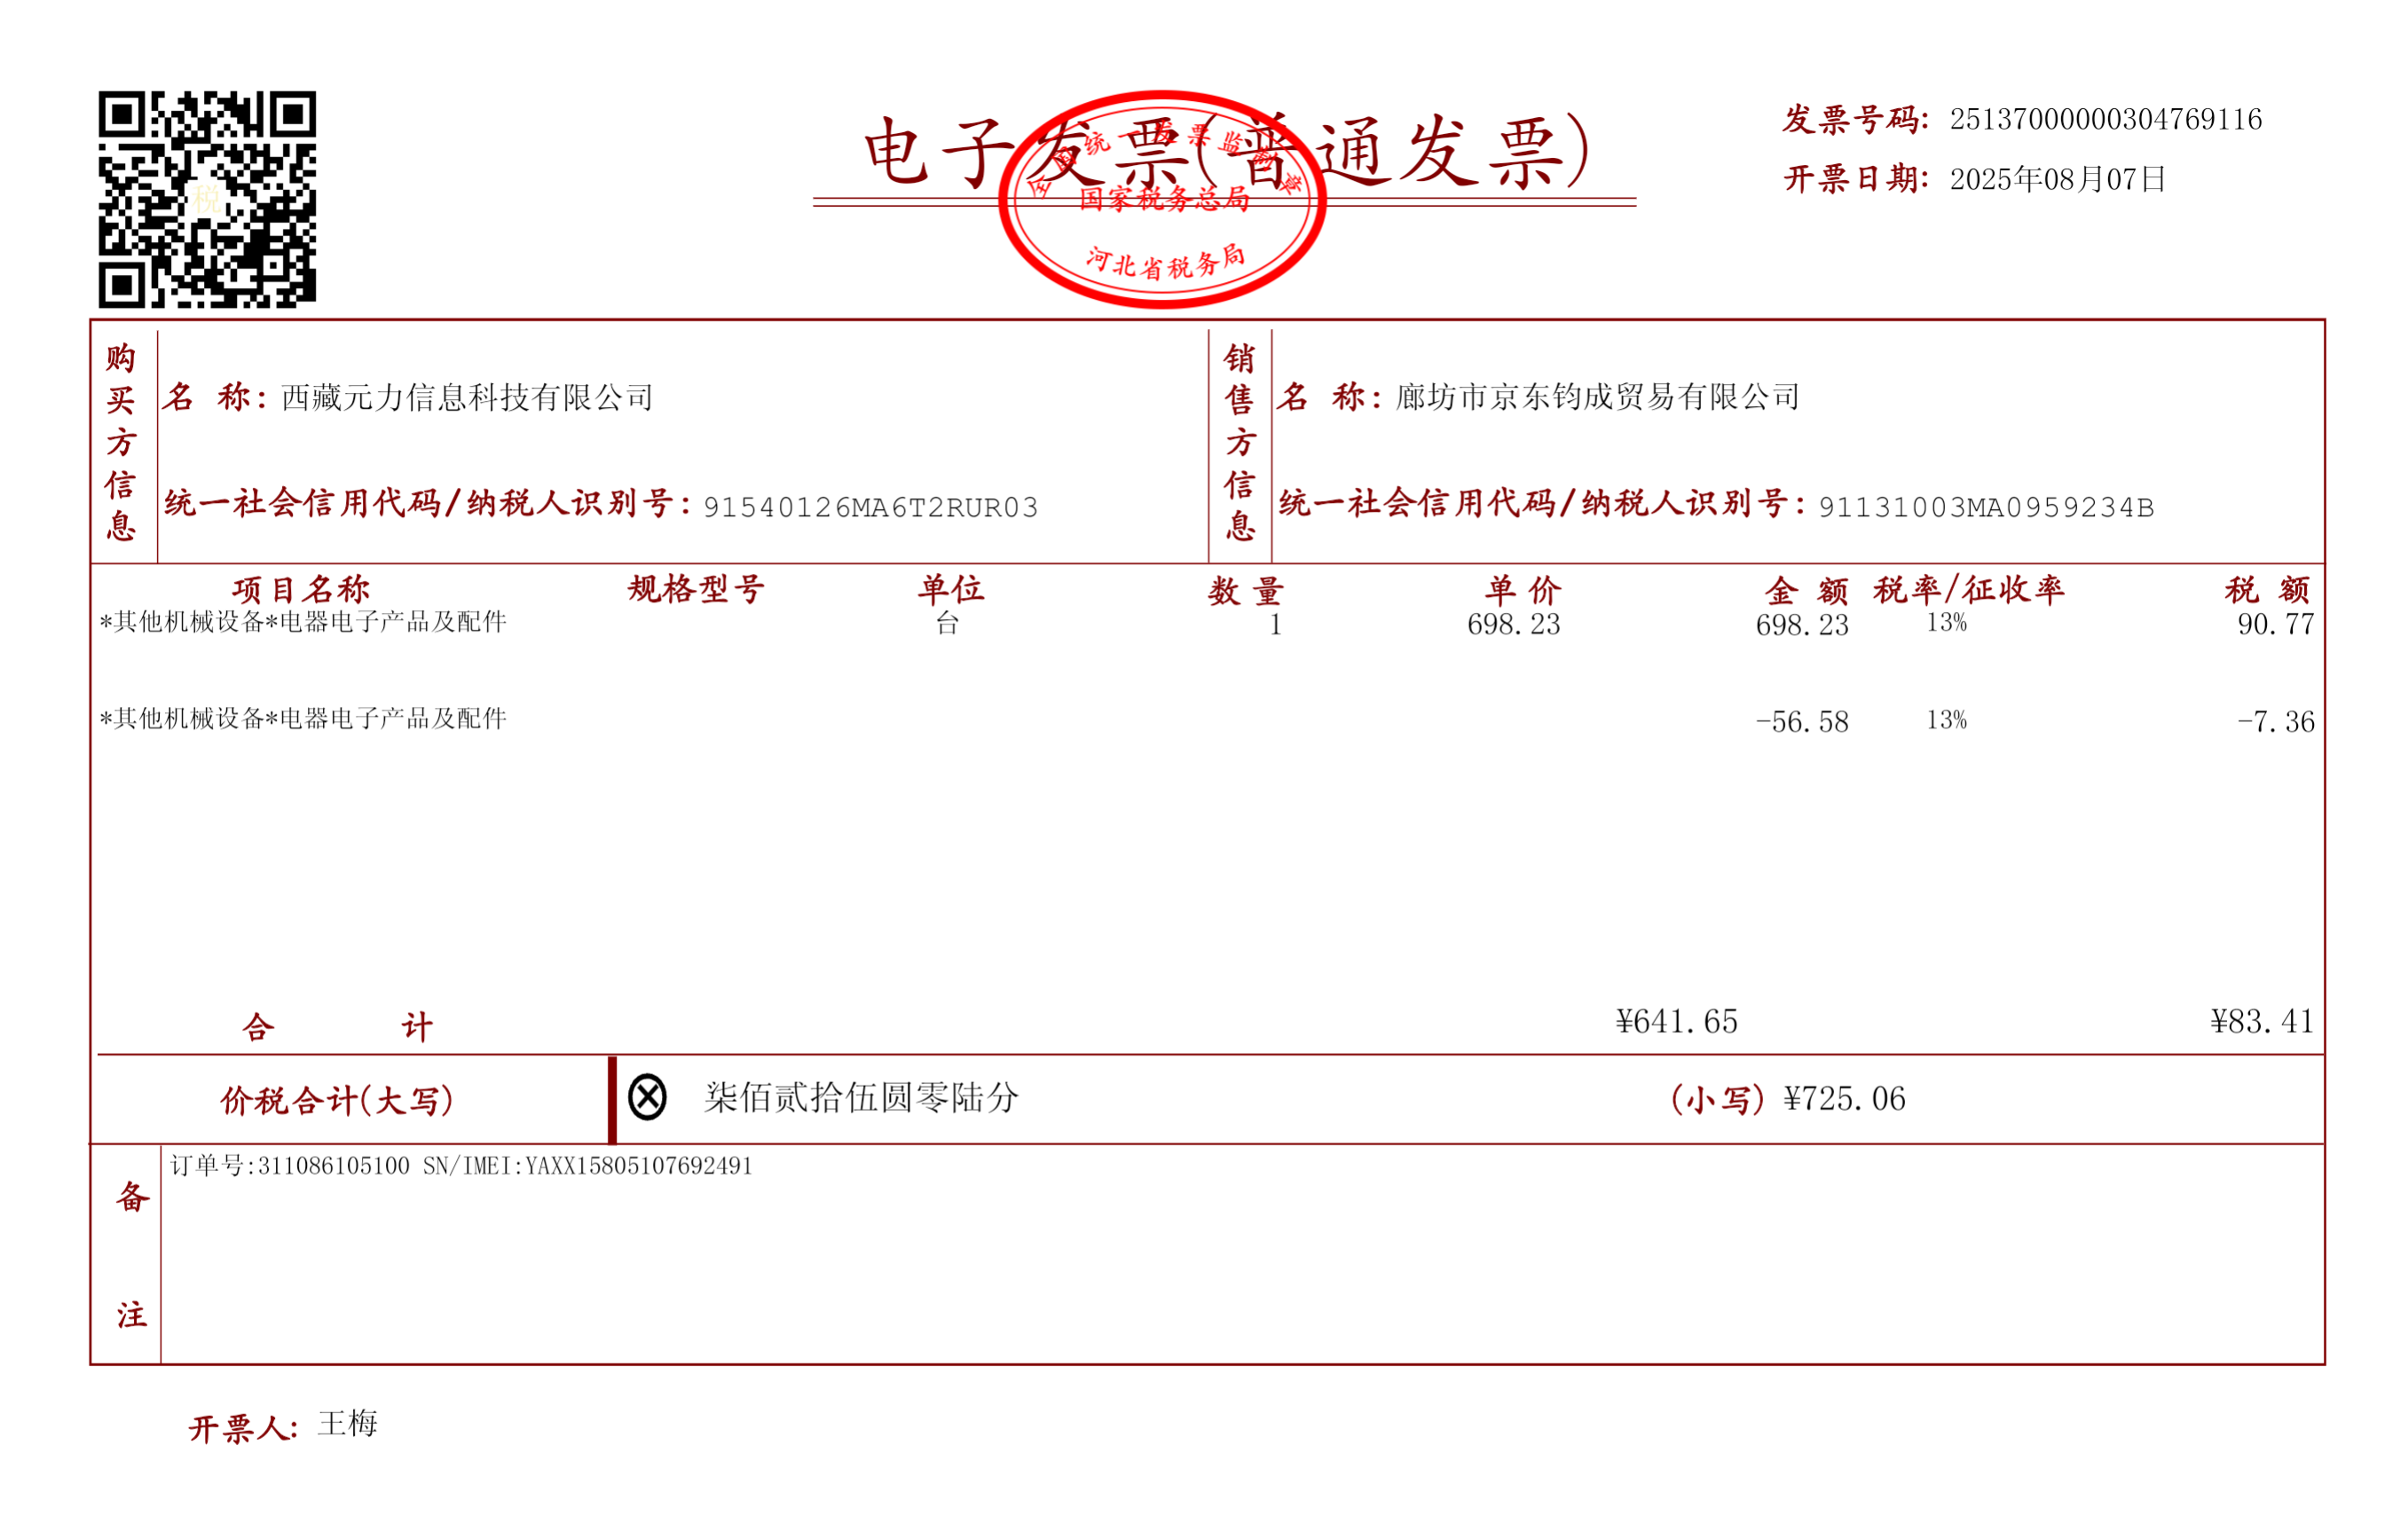 电子发票(普通发票)
全国统一发票监制章
国家税务总局
河北省税务局
税
发票号码: 25137000000304769116
开票日期: 2025年08月07日
购买方信息
名 称: 西藏元力信息科技有限公司
统一社会信用代码/纳税人识别号: 91540126MA6T2RUR03
销售方信息
名 称: 廊坊市京东钧成贸易有限公司
统一社会信用代码/纳税人识别号: 91131003MA0959234B
项目名称 规格型号 单位 数量 单价 金额 税率/征收率 税额
*其他机械设备*电器电子产品及配件 台 1 698.23 698.23 13% 90.77
*其他机械设备*电器电子产品及配件 -56.58 13% -7.36
合 计 ¥641.65 ¥83.41
价税合计(大写) 柒佰贰拾伍圆零陆分 (小写) ¥725.06
备注
订单号:311086105100 SN/IMEI:YAXX15805107692491
开票人: 王梅